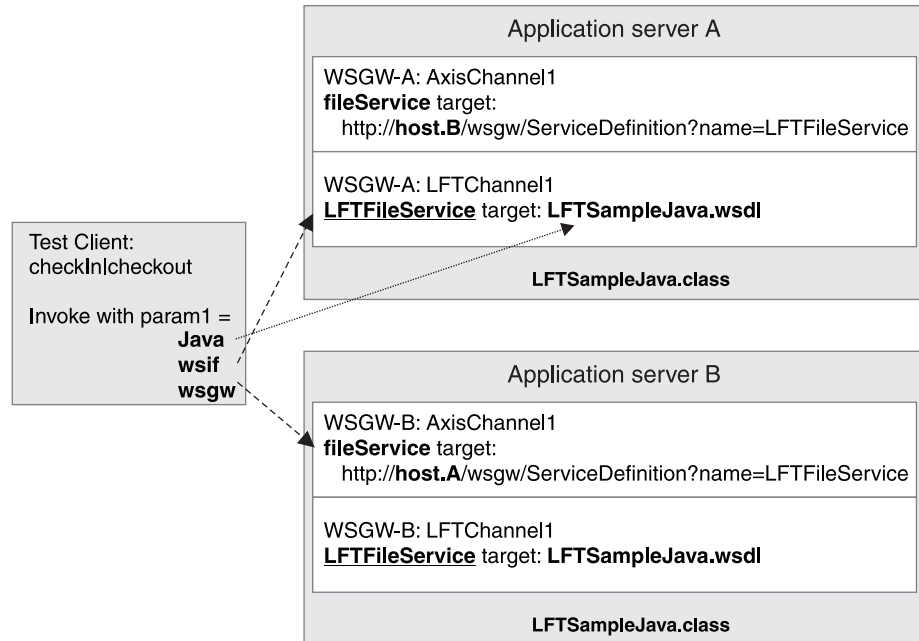 Application server A
WSGW-A: AxisChannel1
fileService target:
http://host.B/wsgw/ServiceDefinition?name=LFTFileService
WSGW-A: LFTChannel1
LFTFileService target: LFTSampleJava.wsdl
LFTSampleJava.class
Test Client:
checkIn|checkout
Invoke with param1 =
Java
wsif
wsgw
Application server B
WSGW-B: AxisChannel1
fileService target:
http://host.A/wsgw/ServiceDefinition?name=LFTFileService
WSGW-B: LFTChannel1
LFTFileService target: LFTSampleJava.wsdl
LFTSampleJava.class